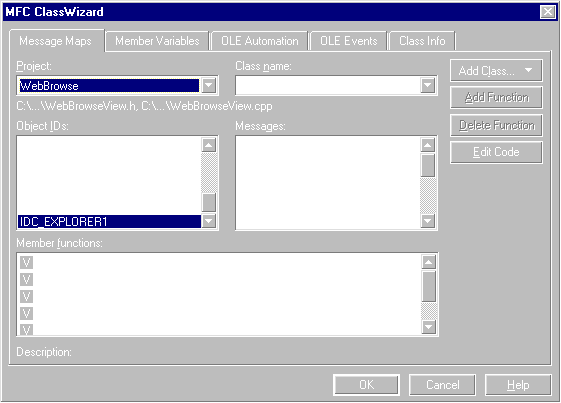 MFC ClassWizard
Message Maps Member Variables OLE Automation OLE Events Class Info
Project: Class name: Add Class...
WebBrowse
Add Function
C:\...\WebBrowseView.h, C:\...\WebBrowseView.cpp
Object IDs: Messages: Delete Function
Edit Code
IDC_EXPLORER1
Member functions:
V
V
V
V
V
Description:
OK Cancel Help